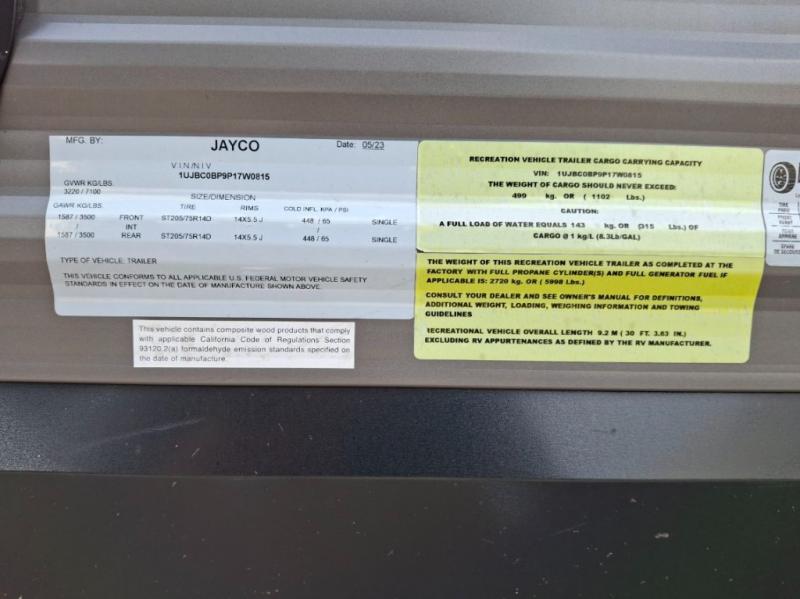 MFG. BY: JAYCO Date: 05/23
V.I.N/N.I.V
1UJBC0BP9P17W0815
GVWR KG/LBS
3220 / 7100
SIZE/DIMENSION
GAWR KG/LBS TIRE RIMS COLD INFL. KPA / PSI
1587 / 3500 FRONT ST205/75R14D 14X5.5 J 448 / 65 SINGLE
/ INT / /
1587 / 3500 REAR ST205/75R14D 14X5.5 J 448 / 65 SINGLE
TYPE OF VEHICLE: TRAILER
THIS VEHICLE CONFORMS TO ALL APPLICABLE U.S. FEDERAL MOTOR VEHICLE SAFETY
STANDARDS IN EFFECT ON THE DATE OF MANUFACTURE SHOWN ABOVE.
This vehicle contains composite wood products that comply
with applicable California Code of Regulations Section
93120.2(a) formaldehyde emission standards specified on
the date of manufacture.
RECREATION VEHICLE TRAILER CARGO CARRYING CAPACITY
VIN: 1UJBC0BP9P17W0815
THE WEIGHT OF CARGO SHOULD NEVER EXCEED:
499 kg. OR ( 1102 Lbs.)
CAUTION:
A FULL LOAD OF WATER EQUALS 143 kg. OR (315 Lbs.) OF
CARGO @ 1 kg/L (8.3Lb/GAL)
THE WEIGHT OF THIS RECREATION VEHICLE TRAILER AS COMPLETED AT THE
FACTORY WITH FULL PROPANE CYLINDER(S) AND FULL GENERATOR FUEL IF
APPLICABLE IS: 2720 kg. OR ( 5998 Lbs.)
CONSULT YOUR DEALER AND SEE OWNER'S MANUAL FOR DEFINITIONS,
ADDITIONAL WEIGHT, LOADING, WEIGHING INFORMATION AND TOWING
GUIDELINES
RECREATIONAL VEHICLE OVERALL LENGTH 9.2 M ( 30 FT. 3.63 IN.)
EXCLUDING RV APPURTENANCES AS DEFINED BY THE RV MANUFACTURER.
TIRE
SPARE
DE SECOURS